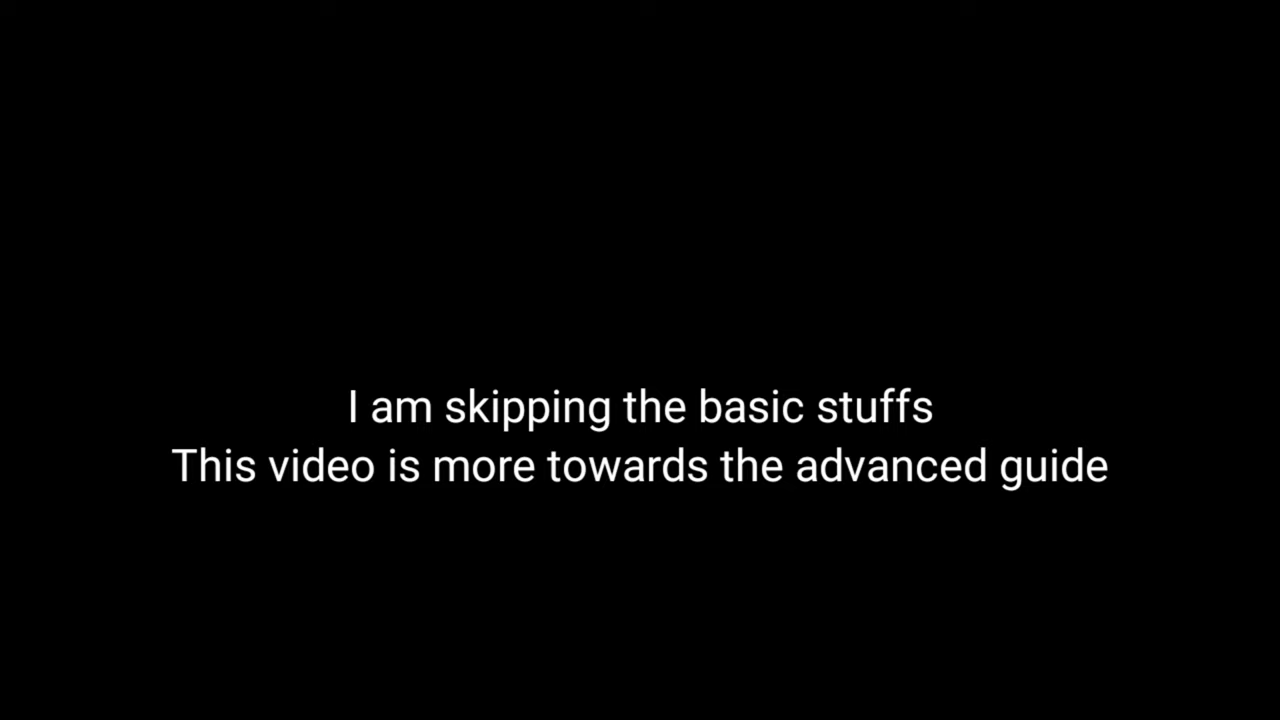 I am skipping the basic stuffs
This video is more towards the advanced guide